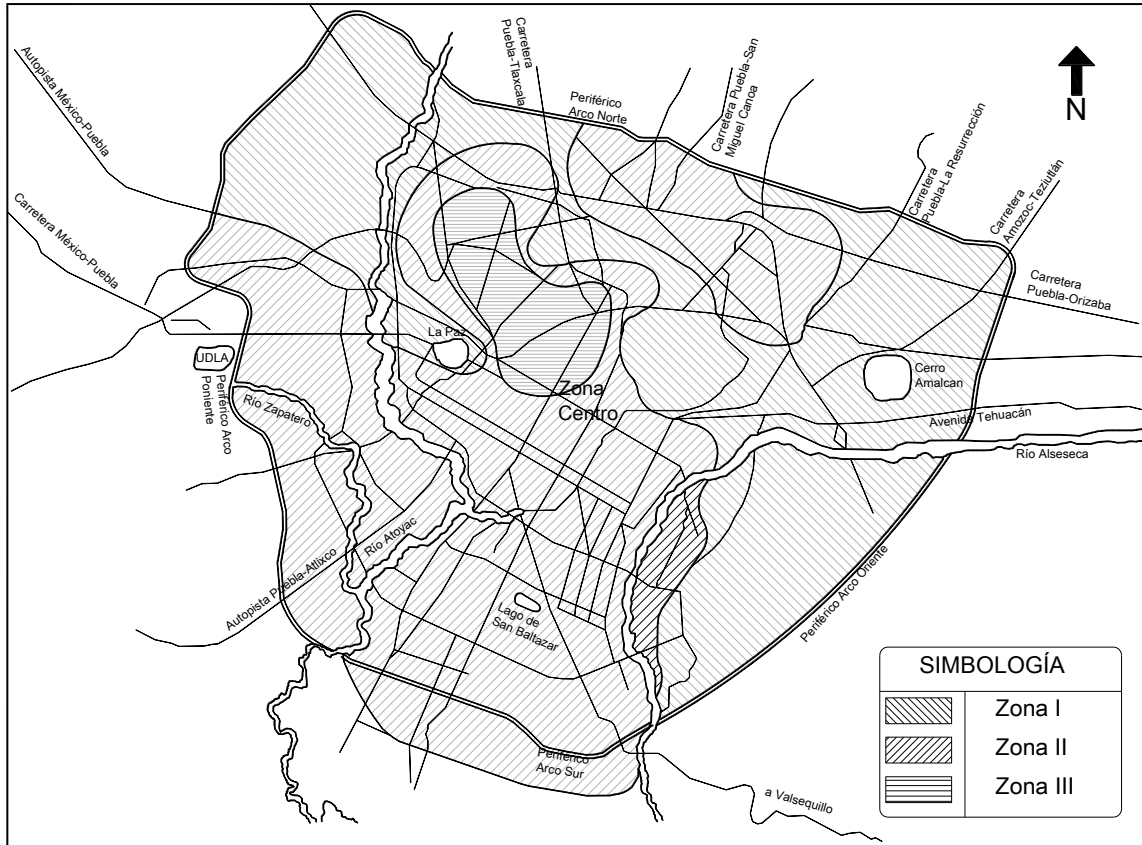 Autopista México-Puebla
Carretera México-Puebla
Carretera
Puebla-Tlaxcala
Periférico
Arco Norte
Carretera Puebla-San
Miguel Canoa
Carretera
Puebla-La Resurrección
Carretera
Amozoc-Teziutlán
N
Carretera
Puebla-Orizaba
La Paz
UDLA
Periférico Arco
Poniente
Río Zapatero
Zona
Centro
Cerro
Amalcan
Avenida Tehuacán
Río Alseseca
Río Atoyac
Autopista Puebla-Atlixco
Lago de
San Baltazar
Periférico Arco Oriente
Periférico
Arco Sur
a Valsequillo
SIMBOLOGÍA
Zona I
Zona II
Zona III